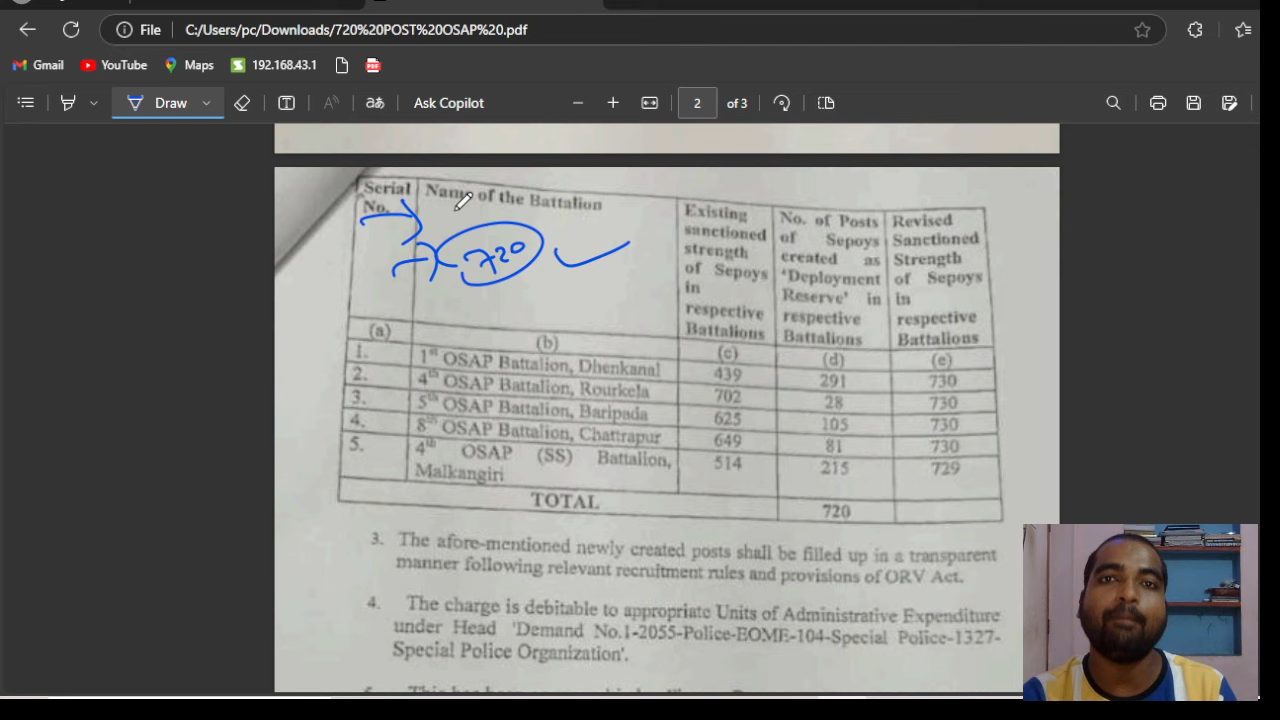 File C:/Users/pc/Downloads/720%20POST%20OSAP%20.pdf
Gmail YouTube Maps 192.168.43.1
Draw aあ Ask Copilot 2 of 3
Serial No. Name of the Battalion Existing sanctioned strength of Sepoys in respective Battalions No. of Posts of Sepoys created as 'Deployment Reserve' in respective Battalions Revised Sanctioned Strength of Sepoys in respective Battalions
720
(a) (b) (c) (d) (e)
1. 1st OSAP Battalion, Dhenkanal 439 291 730
2. 4th OSAP Battalion, Rourkela 702 28 730
3. 5th OSAP Battalion, Baripada 625 105 730
4. 8th OSAP Battalion, Chattrapur 649 81 730
5. 4th OSAP (SS) Battalion, Malkangiri 514 215 729
TOTAL 720
3. The afore-mentioned newly created posts shall be filled up in a transparent
manner following relevant recruitment rules and provisions of ORV Act.
4. The charge is debitable to appropriate Units of Administrative Expenditure
under Head 'Demand No.1-2055-Police-EOME-104-Special Police-1327-
Special Police Organization'.